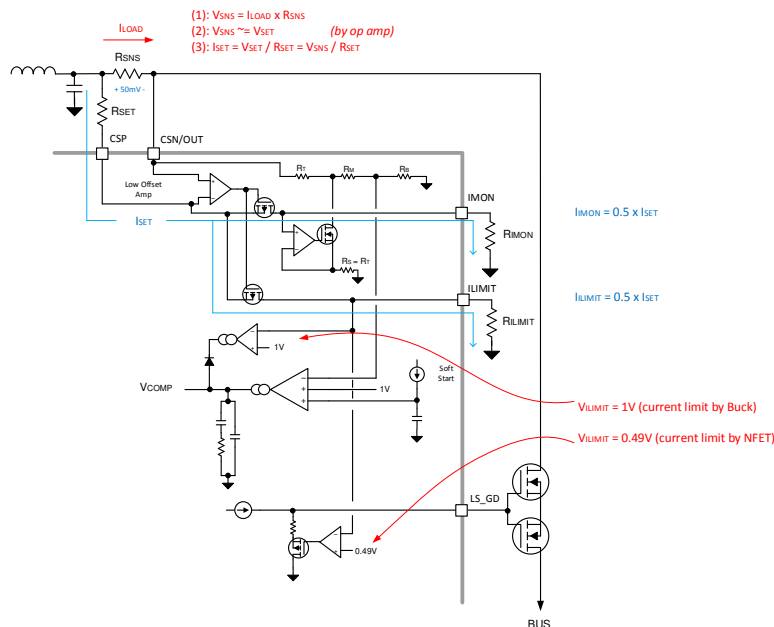 (1): VSNS = ILOAD x RSNS
(2): VSNS ~= VSET (by op amp)
(3): ISET = VSET / RSET = VSNS / RSET
ILOAD
RSNS
+ 50mV -
RSET
CSP
CSN/OUT
RT
RM
RB
Low Offset
Amp
+
−
IMON
ISET
RIMON
IIMON = 0.5 x ISET
+
−
RS = RT
ILIMIT
RILIMIT
IILIMIT = 0.5 x ISET
−
+
1V
Soft
Start
VCOMP
−
+
1V
+
VILIMIT = 1V (current limit by Buck)
VILIMIT = 0.49V (current limit by NFET)
LS_GD
−
+
0.49V
BUS